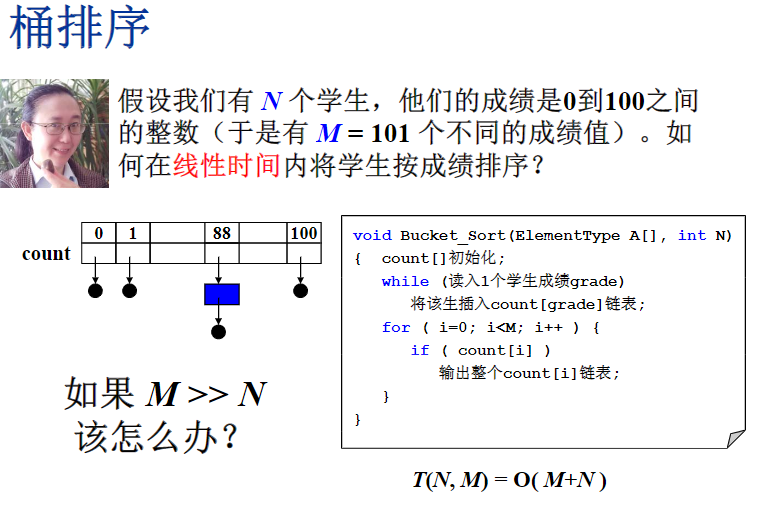 桶排序
假设我们有 N 个学生，他们的成绩是0到100之间
的整数（于是有 M = 101 个不同的成绩值）。如
何在线性时间内将学生按成绩排序？
0 1 88 100
count
void Bucket_Sort(ElementType A[], int N)
{ count[]初始化;
while (读入1个学生成绩grade)
将该生插入count[grade]链表;
for ( i=0; i<M; i++ ) {
if ( count[i] )
输出整个count[i]链表;
}
}
如果 M >> N
该怎么办？
T(N, M) = O( M+N )